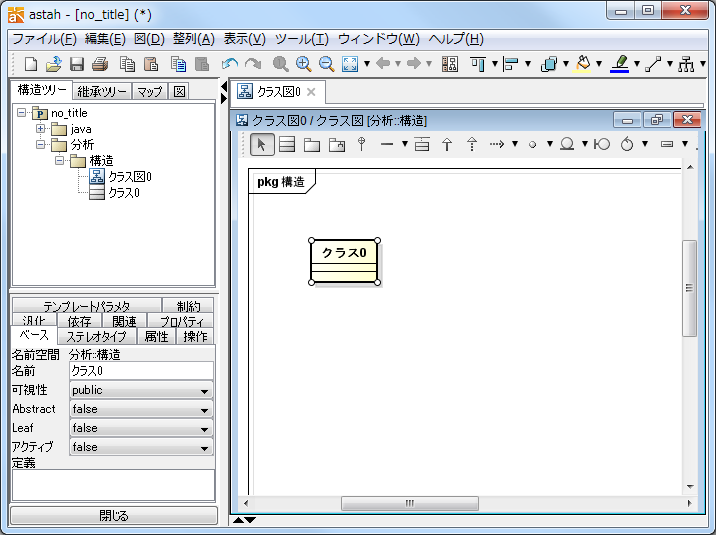 astah - [no_title] (*)
ファイル(F) 編集(E) 図(D) 整列(A) 表示(V) ツール(T) ウィンドウ(W) ヘルプ(H)
構造ツリー 継承ツリー マップ 図
no_title
java
分析
構造
クラス図0
クラス0
テンプレートパラメタ 制約
汎化 依存 関連 プロパティ
ベース ステレオタイプ 属性 操作
名前空間 分析::構造
名前 クラス0
可視性 public
Abstract false
Leaf false
アクティブ false
定義
閉じる
クラス図0
クラス図0 / クラス図 [分析::構造]
pkg 構造
クラス0